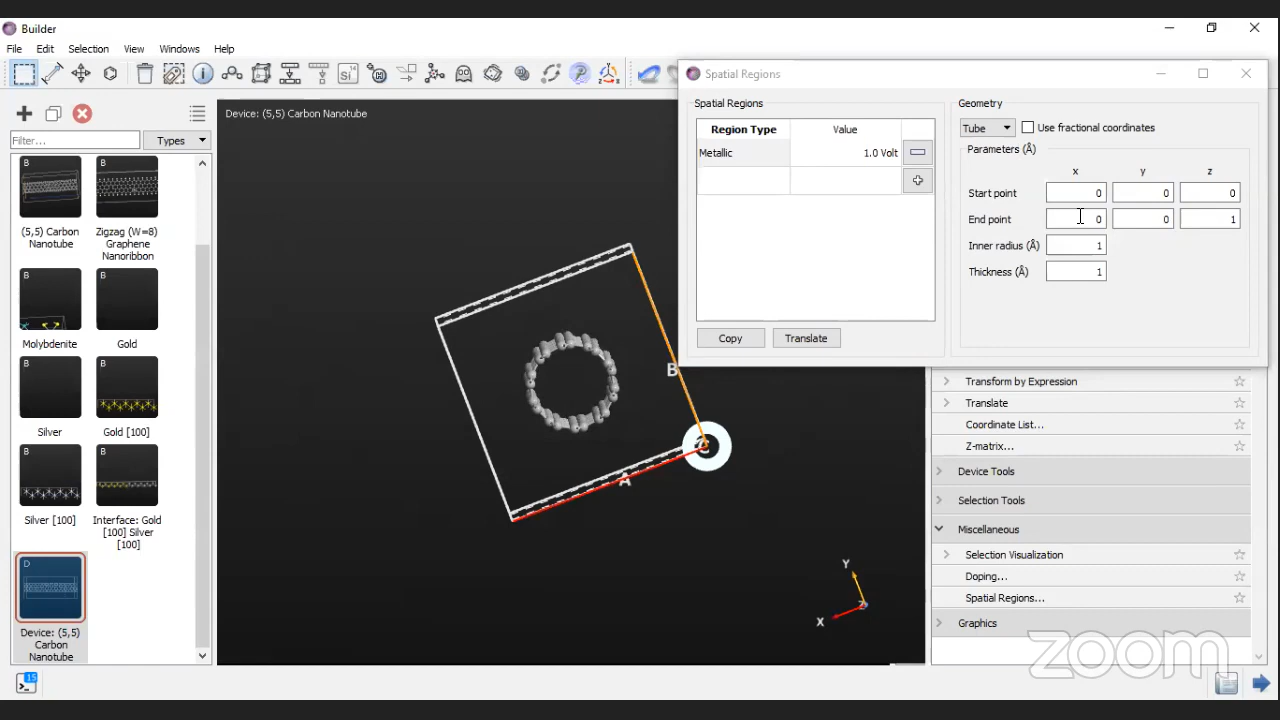 Builder
File Edit Selection View Windows Help
Spatial Regions
Filter...
Types
B
B
(5,5) Carbon
Nanotube
Zigzag (W=8)
Graphene
Nanoribbon
B
B
Molybdenite
Gold
B
B
Silver
Gold [100]
B
B
Silver [100]
Interface: Gold
[100] Silver
[100]
D
Device: (5,5)
Carbon
Nanotube
15
Device: (5,5) Carbon Nanotube
B
A
C
Y
X
Z
Spatial Regions
Region Type Value
Metallic 1.0 Volt
Copy
Translate
Geometry
Tube
Use fractional coordinates
Parameters (Å)
x y z
Start point 0 0 0
End point 0 0 1
Inner radius (Å) 1
Thickness (Å) 1
Transform by Expression
Translate
Coordinate List...
Z-matrix...
Device Tools
Selection Tools
Miscellaneous
Selection Visualization
Doping...
Spatial Regions...
Graphics
zoom